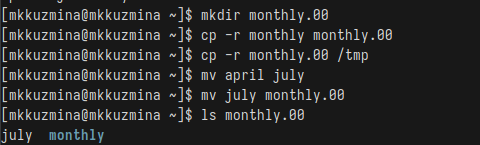 [mkkuzmina@mkkuzmina ~]$ mkdir monthly.00
[mkkuzmina@mkkuzmina ~]$ cp -r monthly monthly.00
[mkkuzmina@mkkuzmina ~]$ cp -r monthly.00 /tmp
[mkkuzmina@mkkuzmina ~]$ mv april july
[mkkuzmina@mkkuzmina ~]$ mv july monthly.00
[mkkuzmina@mkkuzmina ~]$ ls monthly.00
july  monthly